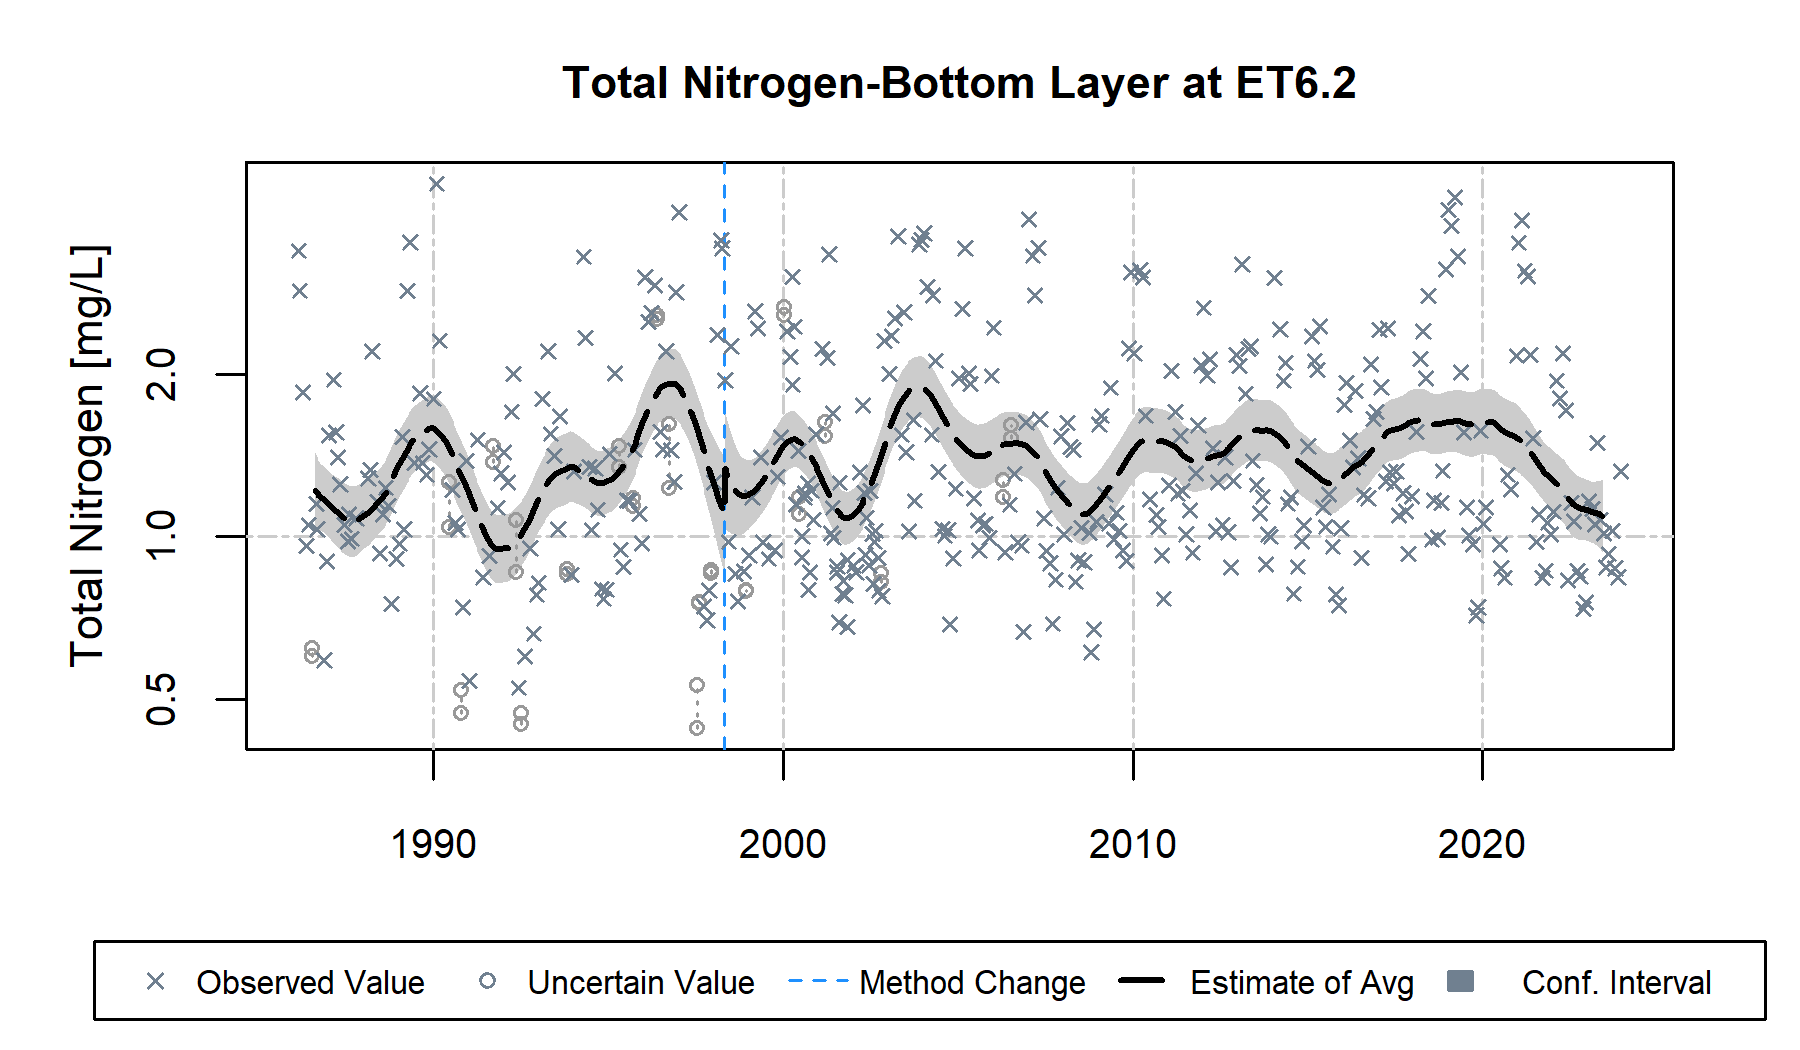 Total Nitrogen-Bottom Layer at ET6.2
Total Nitrogen [mg/L]
2.0
1.0
0.5
1990 2000 2010 2020
Observed Value Uncertain Value Method Change Estimate of Avg Conf. Interval